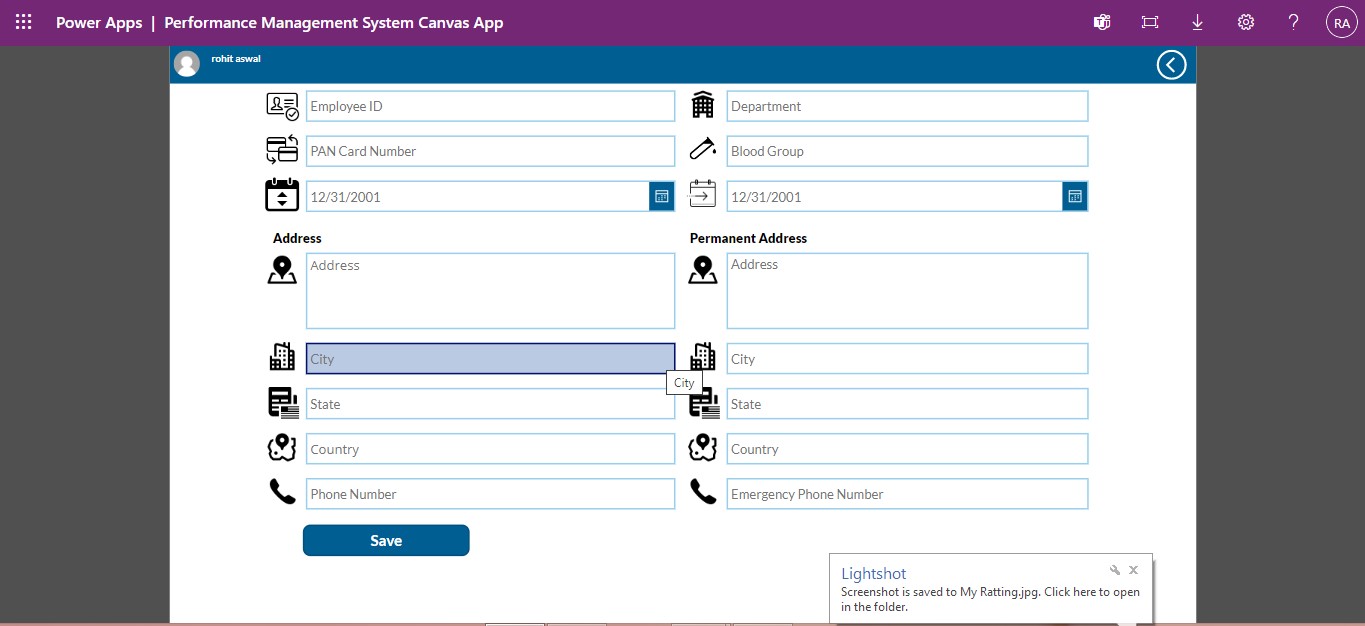 Power Apps | Performance Management System Canvas App
RA
rohit aswal
Employee ID
Department
PAN Card Number
Blood Group
12/31/2001
12/31/2001
Address
Permanent Address
Address
Address
City
City
City
State
State
Country
Country
Phone Number
Emergency Phone Number
Save
Lightshot
Screenshot is saved to My Ratting.jpg. Click here to open
in the folder.